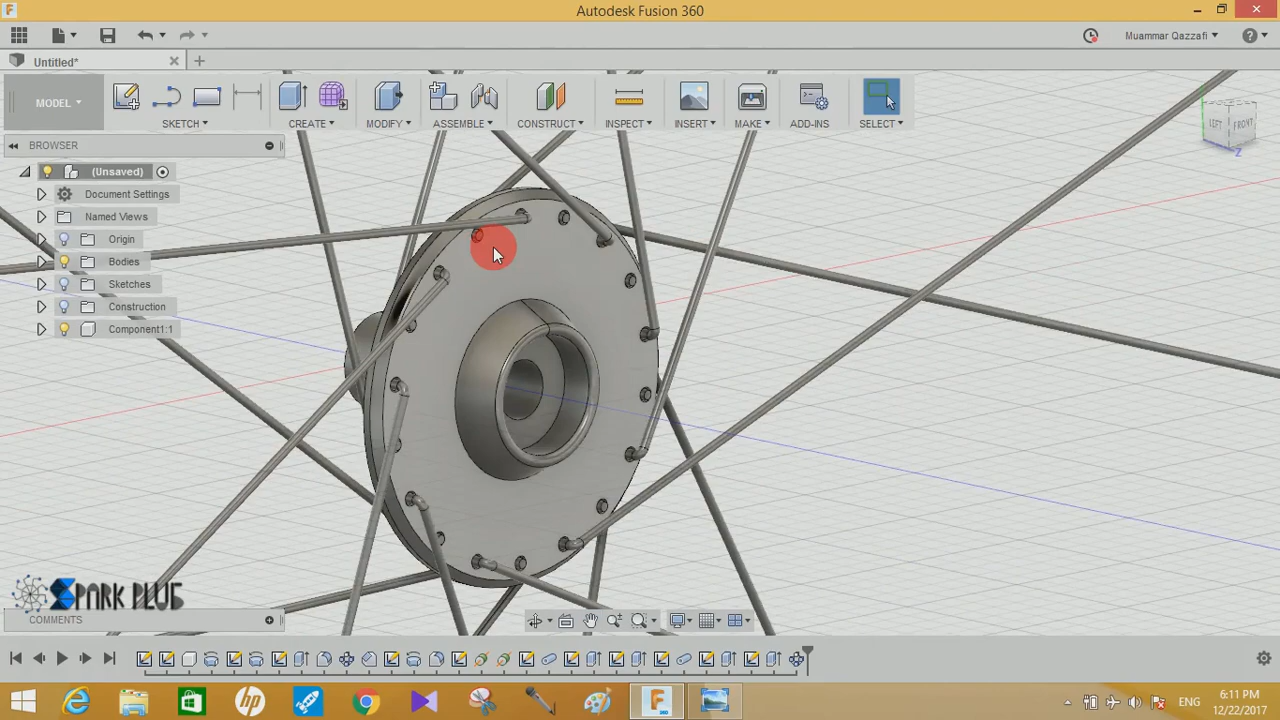 Autodesk Fusion 360
Muammar Qazzafi
Untitled*
MODEL
SKETCH
CREATE
MODIFY
ASSEMBLE
CONSTRUCT
INSPECT
INSERT
MAKE
ADD-INS
SELECT
LEFT
FRONT
Z
BROWSER
(Unsaved)
Document Settings
Named Views
Origin
Bodies
Sketches
Construction
Component1:1
SPARK PLUG
COMMENTS
ENG
6:11 PM
12/22/2017